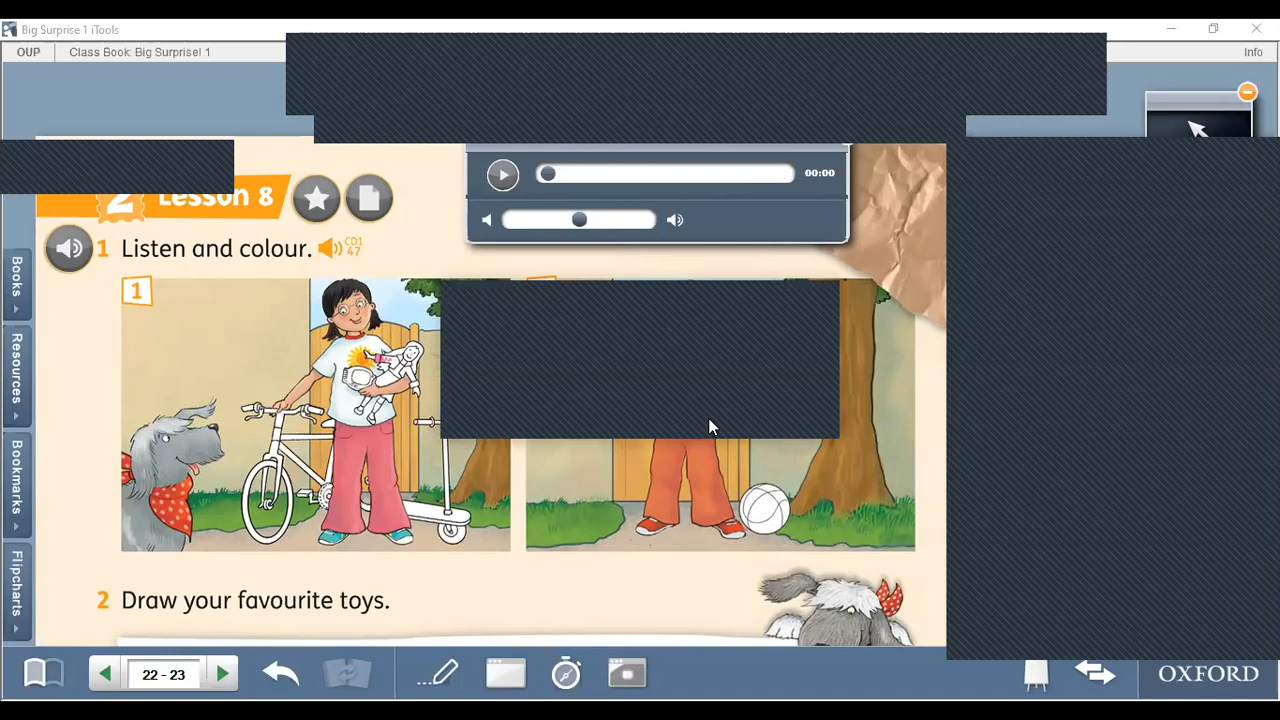 Big Surprise 1 iTools
OUP
Class Book: Big Surprise! 1
Info
00:00
2 Lesson 8
1 Listen and colour. CD1
47
1
2 Draw your favourite toys.
Books
Resources
Bookmarks
Flipcharts
22 - 23
OXFORD